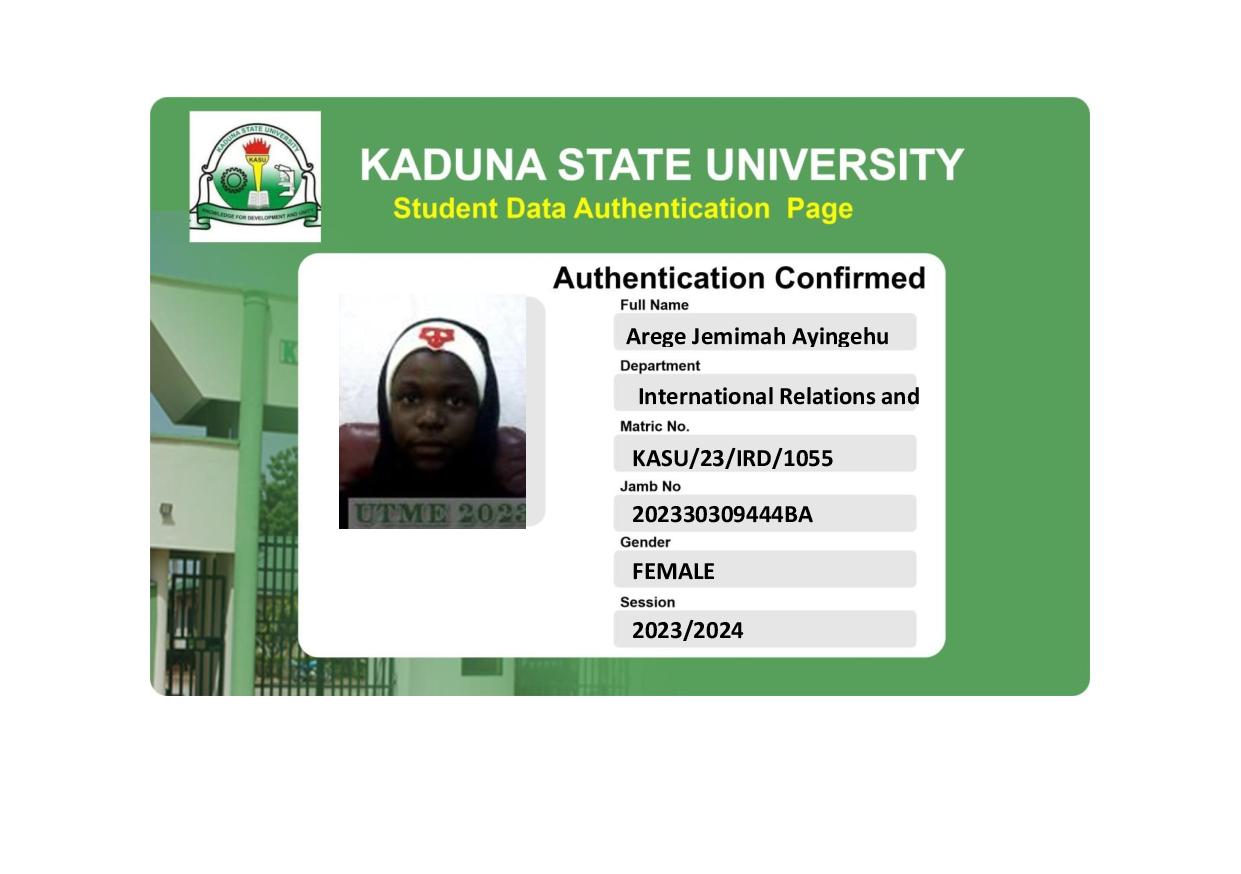 KADUNA STATE UNIVERSITY
KASU
KNOWLEDGE FOR DEVELOPMENT AND UNITY
KADUNA STATE UNIVERSITY
Student Data Authentication Page
Authentication Confirmed
Full Name
Arege Jemimah Ayingehu
Department
International Relations and
Matric No.
KASU/23/IRD/1055
Jamb No
202330309444BA
Gender
FEMALE
Session
2023/2024
UTME 2023
K